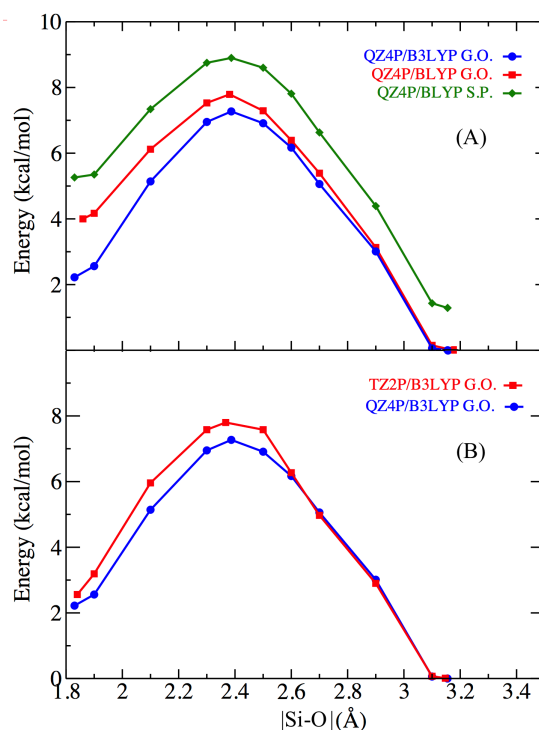 10
8
6
4
2
Energy (kcal/mol)
QZ4P/B3LYP G.O.
QZ4P/BLYP G.O.
QZ4P/BLYP S.P.
(A)
8
6
4
2
0
Energy (kcal/mol)
TZ2P/B3LYP G.O.
QZ4P/B3LYP G.O.
(B)
1.8 2 2.2 2.4 2.6 2.8 3 3.2 3.4
|Si-O| (Å)